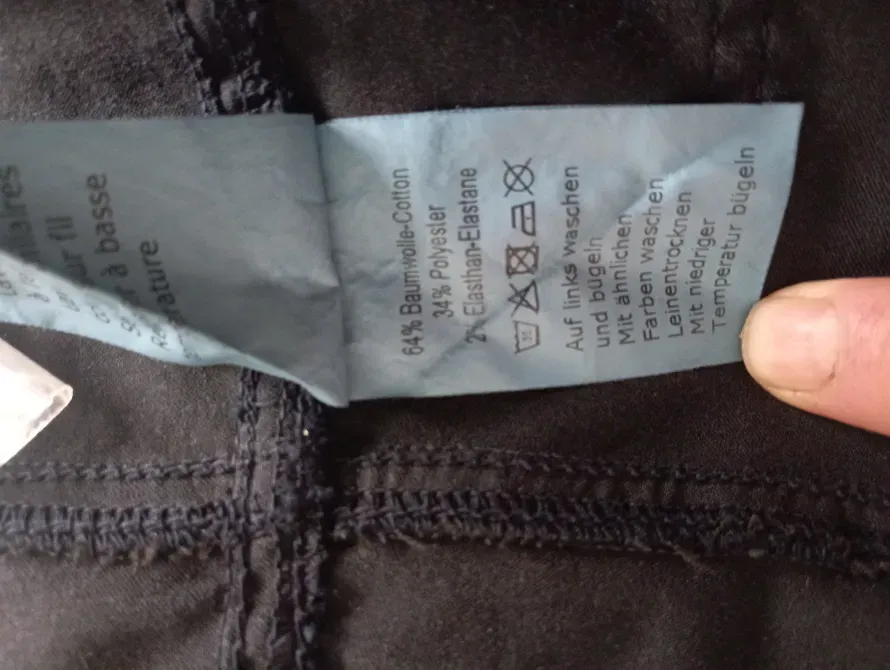 64% Baumwolle-Cotton
34% Polyester
2% Elasthan-Elastane
30
Auf links waschen
und bügeln
Mit ähnlichen
Farben waschen
Leinentrocknen
Mit niedriger
Temperatur bügeln
à basse